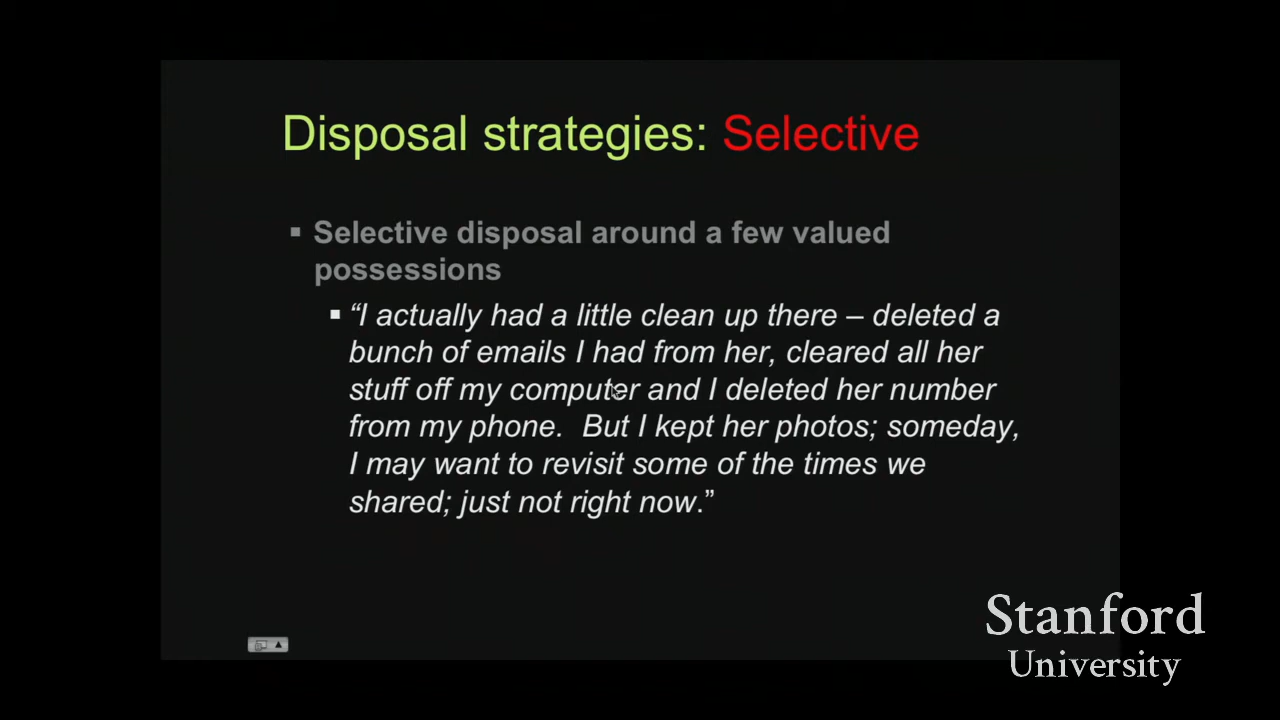 Disposal strategies: Selective
▪ Selective disposal around a few valued
possessions
▪ “I actually had a little clean up there – deleted a
bunch of emails I had from her, cleared all her
stuff off my computer and I deleted her number
from my phone.  But I kept her photos; someday,
I may want to revisit some of the times we
shared; just not right now.”
Stanford
University